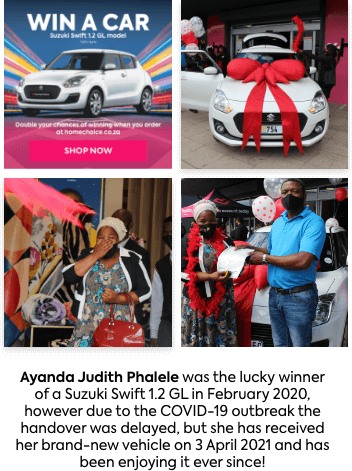 WIN A CAR
Suzuki Swift 1.2 GL model
Double your chances of winning when you order
at homechoice.co.za
SHOP NOW
734
Ayanda Judith Phalele was the lucky winner
of a Suzuki Swift 1.2 GL in February 2020,
however due to the COVID-19 outbreak the
handover was delayed, but she has received
her brand-new vehicle on 3 April 2021 and has
been enjoying it ever since!